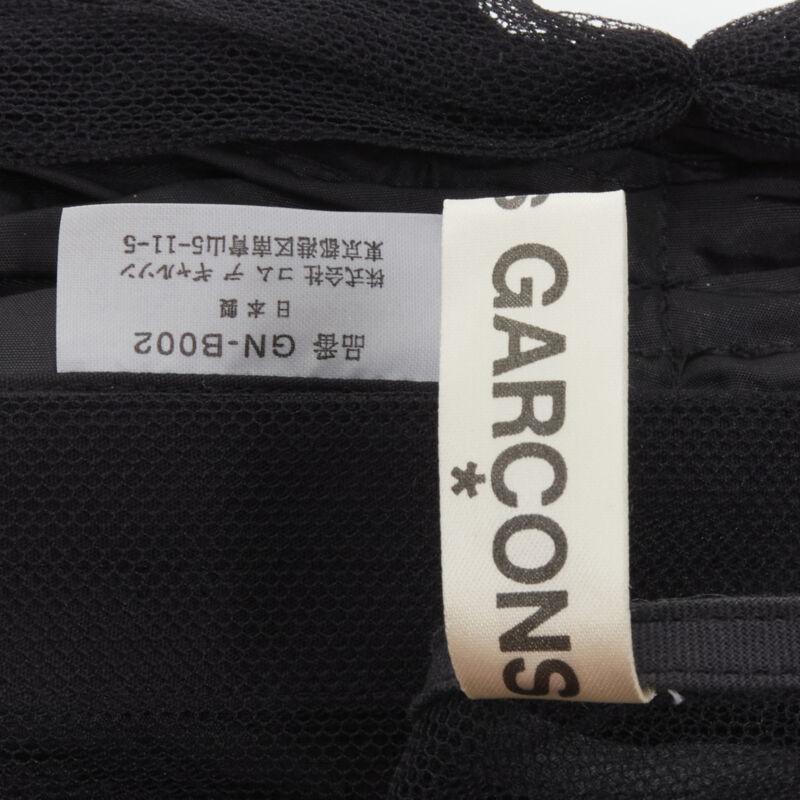 品番 GN-B002
日本製
株式会社 コム デ ギャルソン
東京都港区南青山5-11-5
S GARÇONS